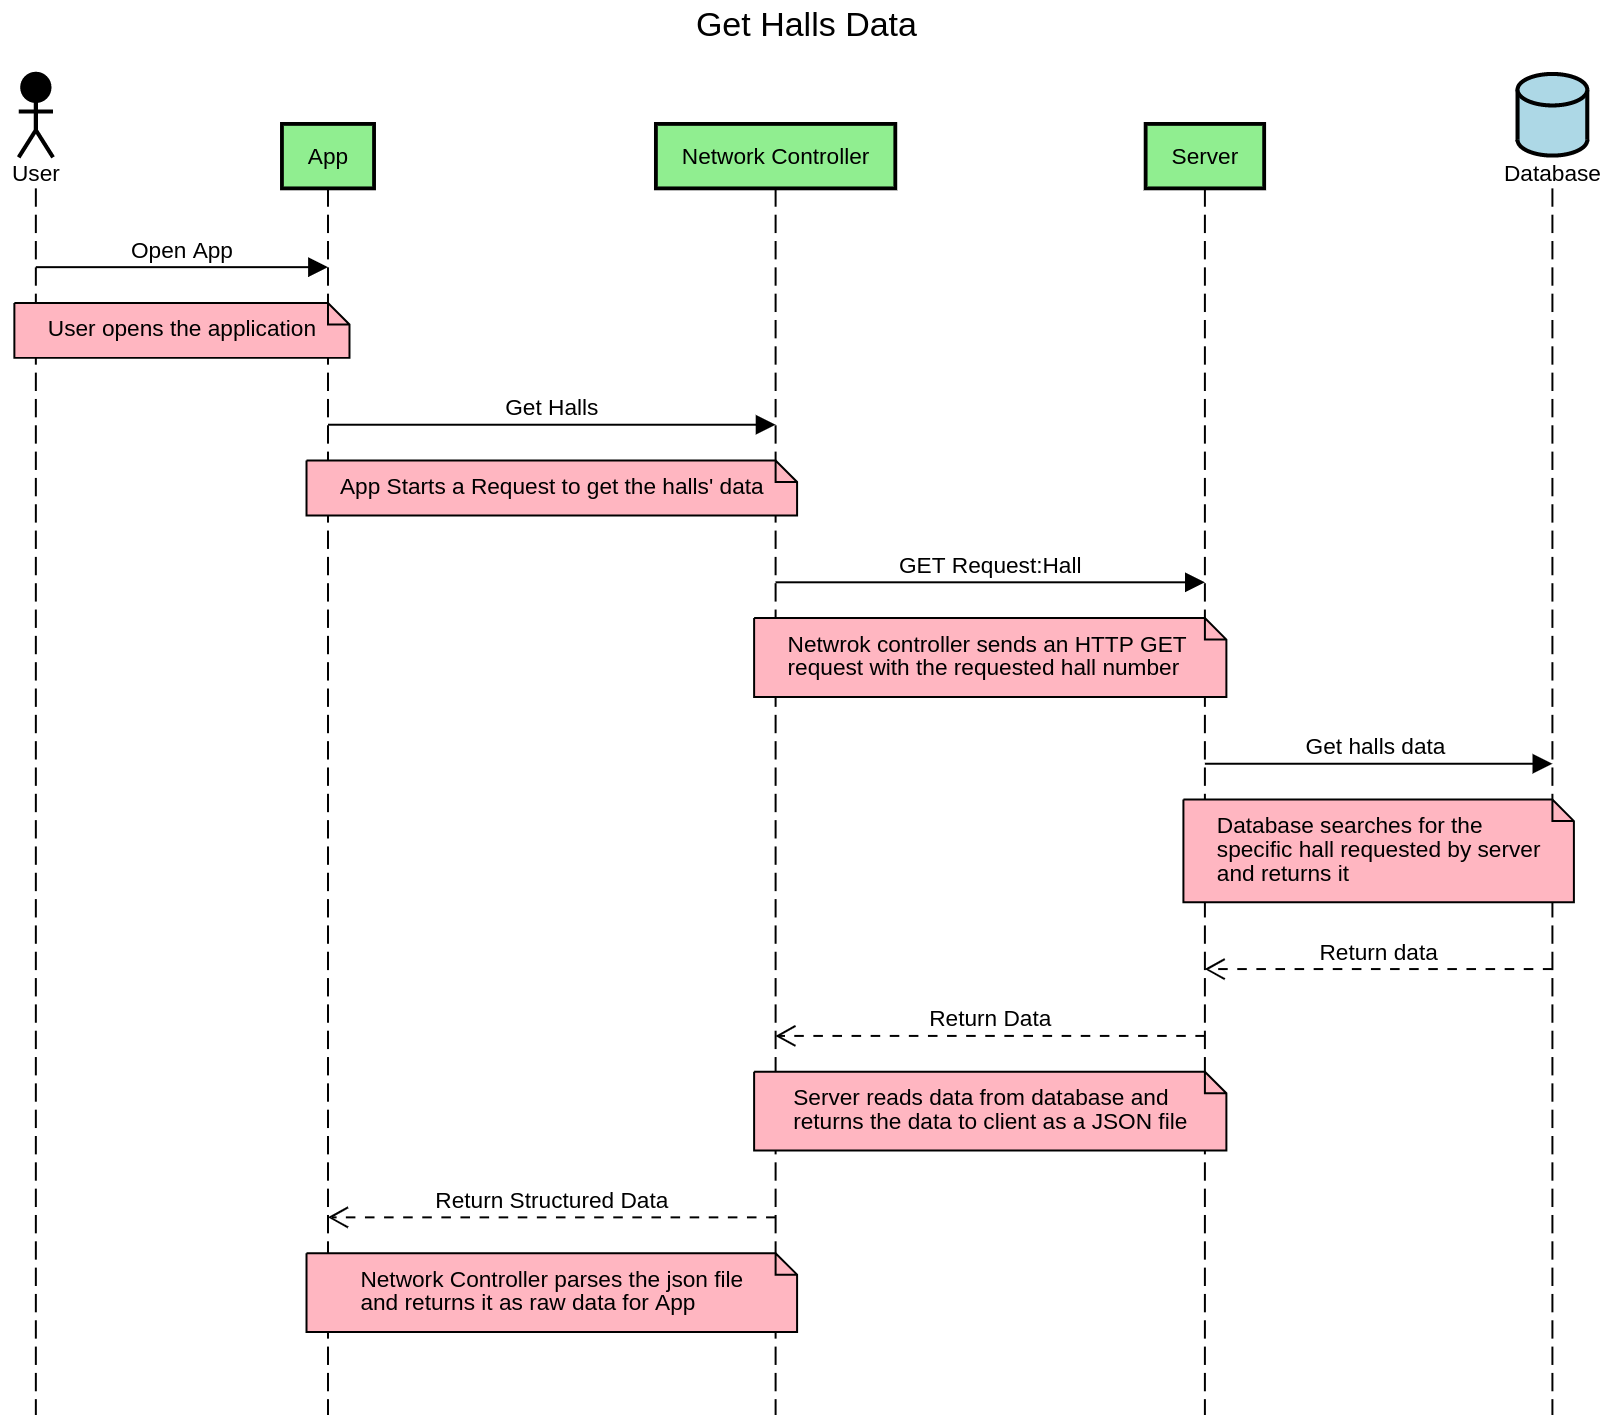 Get Halls Data
User
App
Network Controller
Server
Database
Open App
User opens the application
Get Halls
App Starts a Request to get the halls' data
GET Request:Hall
Netwrok controller sends an HTTP GET
request with the requested hall number
Get halls data
Database searches for the
specific hall requested by server
and returns it
Return data
Return Data
Server reads data from database and
returns the data to client as a JSON file
Return Structured Data
Network Controller parses the json file
and returns it as raw data for App